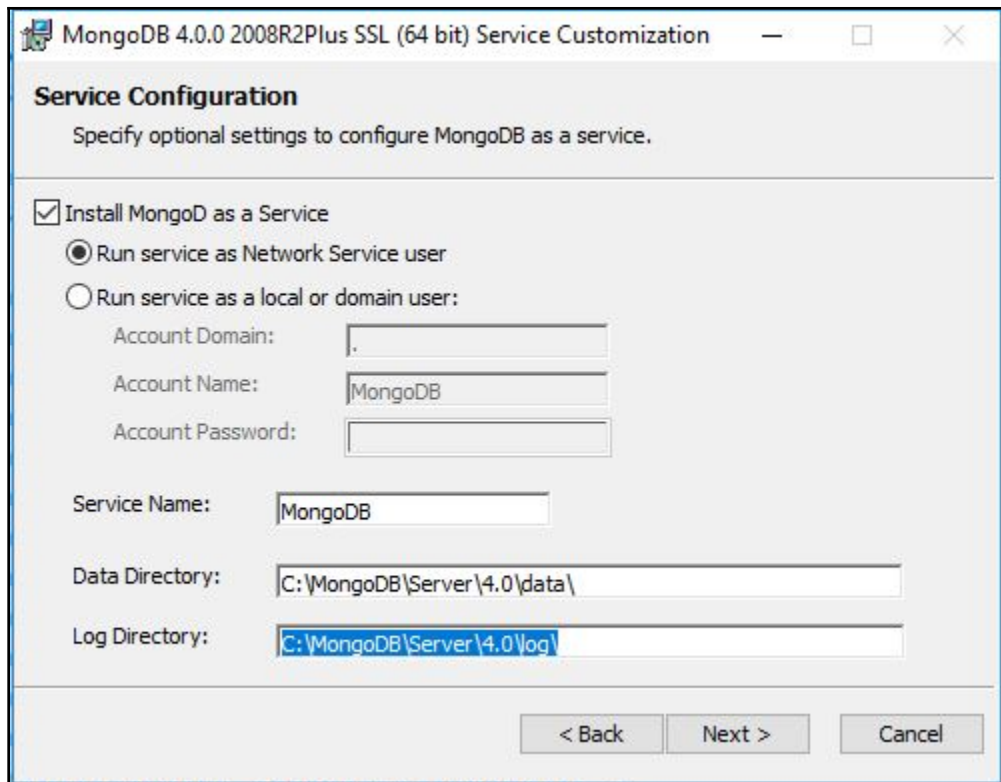 MongoDB 4.0.0 2008R2Plus SSL (64 bit) Service Customization
Service Configuration
Specify optional settings to configure MongoDB as a service.
Install MongoD as a Service
Run service as Network Service user
Run service as a local or domain user:
Account Domain: .
Account Name: MongoDB
Account Password:
Service Name: MongoDB
Data Directory: C:\MongoDB\Server\4.0\data\
Log Directory: C:\MongoDB\Server\4.0\log\
< Back Next > Cancel